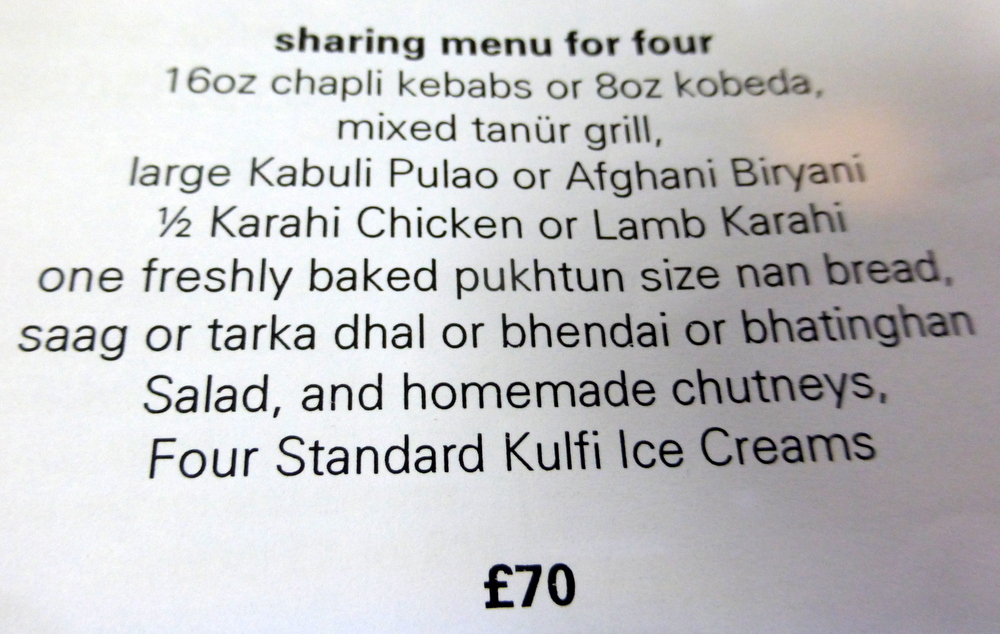 sharing menu for four
16oz chapli kebabs or 8oz kobeda,
mixed tanür grill,
large Kabuli Pulao or Afghani Biryani
½ Karahi Chicken or Lamb Karahi
one freshly baked pukhtun size nan bread,
saag or tarka dhal or bhendai or bhatinghan
Salad, and homemade chutneys,
Four Standard Kulfi Ice Creams
£70